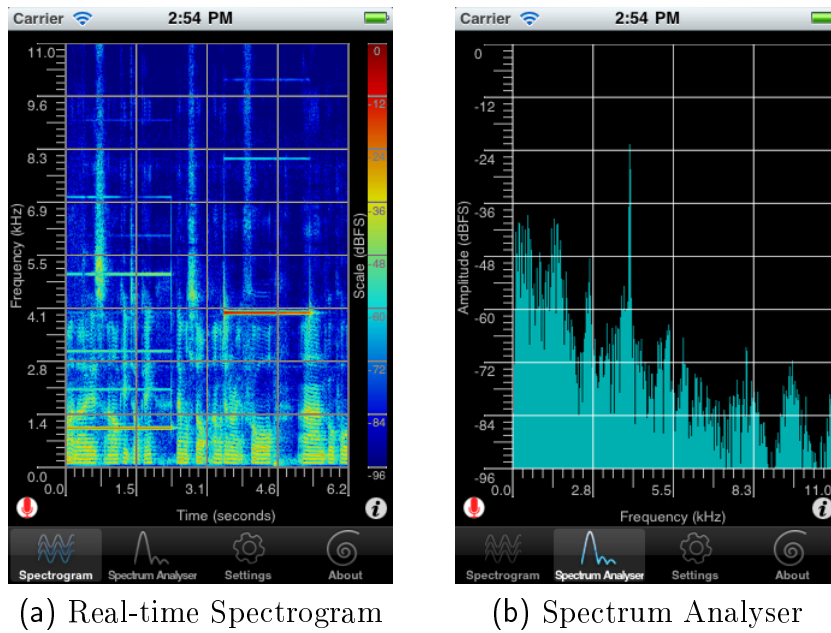 Carrier 2:54 PM
11.0
9.6
8.3
6.9
5.5
4.1
2.8
1.4
0.0
Frequency (kHz)
0.0 1.5 3.1 4.6 6.2
Time (seconds)
0
-12
-24
-36
-48
-60
-72
-84
-96
Scale (dBFS)
Spectrogram Spectrum Analyser Settings About
(a) Real-time Spectrogram
Carrier 2:54 PM
0
-12
-24
-36
-48
-60
-72
-84
-96
Amplitude (dBFS)
0.0 2.8 5.5 8.3 11.0
Frequency (kHz)
Spectrogram Spectrum Analyser Settings About
(b) Spectrum Analyser